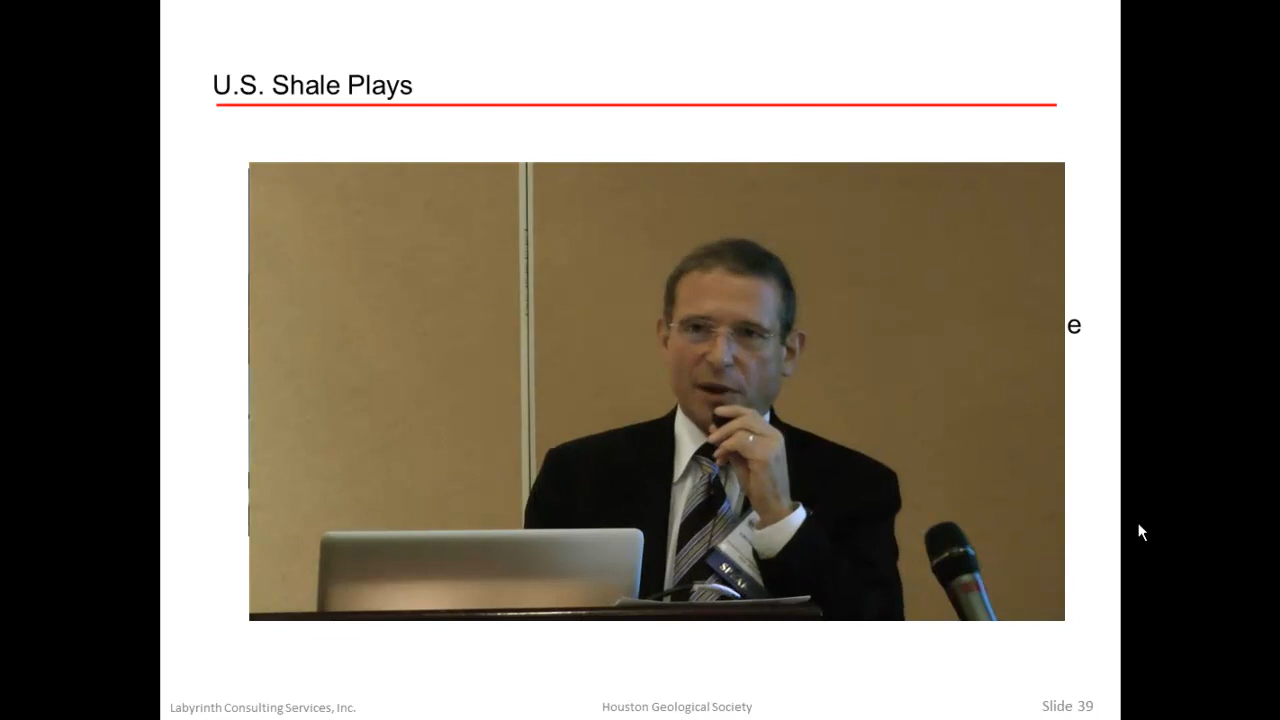 U.S. Shale Plays
e
Labyrinth Consulting Services, Inc.
Houston Geological Society
Slide 39